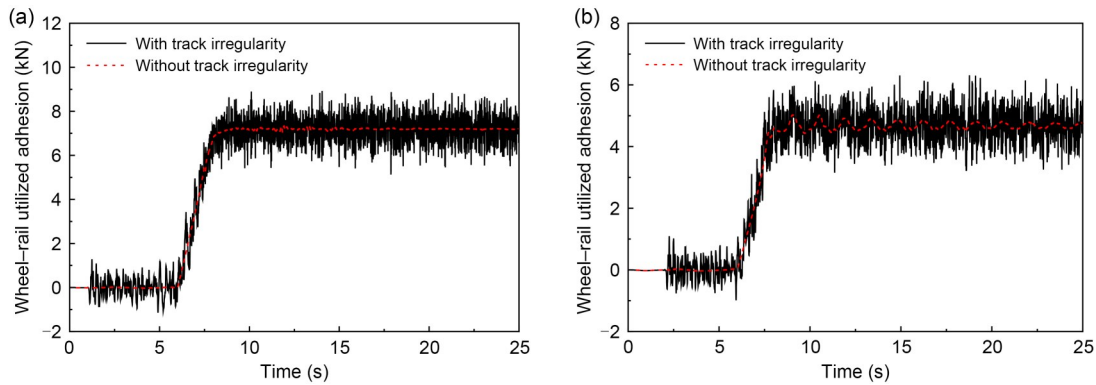 (a)
12
10
8
6
4
2
0
−2
0
5
10
15
20
25
Wheel–rail utilized adhesion (kN)
Time (s)
With track irregularity
Without track irregularity
(b)
8
6
4
2
0
−2
0
5
10
15
20
25
Wheel–rail utilized adhesion (kN)
Time (s)
With track irregularity
Without track irregularity